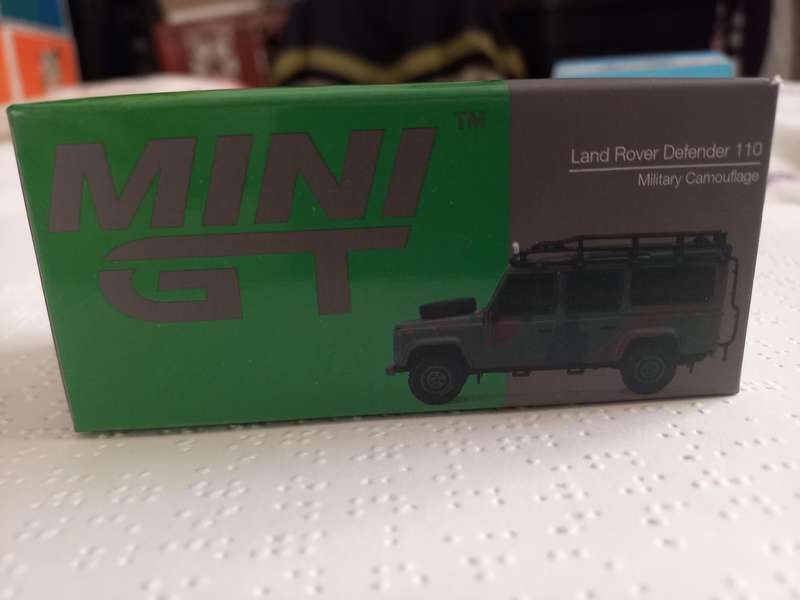 MINI
GT
TM
Land Rover Defender 110
Military Camouflage